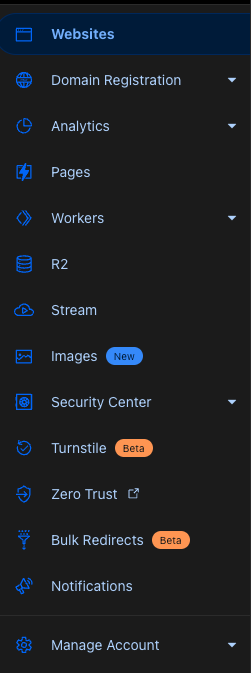 Websites
Domain Registration
Analytics
Pages
Workers
R2
Stream
Images New
Security Center
Turnstile Beta
Zero Trust
Bulk Redirects Beta
Notifications
Manage Account